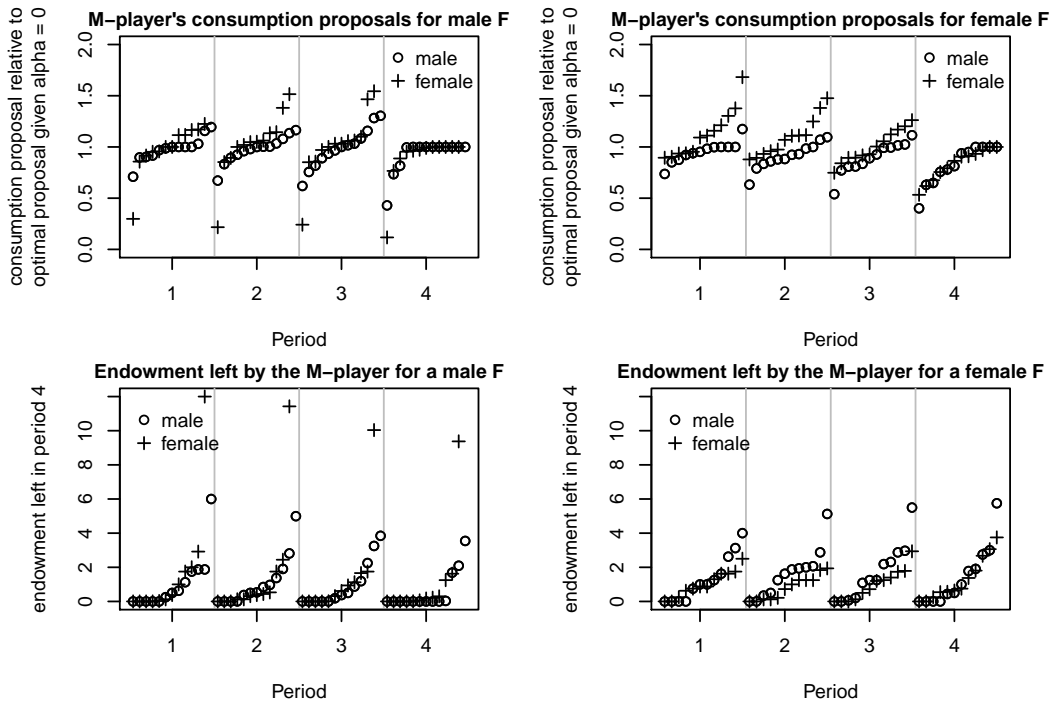 M−player's consumption proposals for male F
consumption proposal relative to
optimal proposal given alpha = 0
2.0
1.5
1.0
0.5
0.0
male
female
1 2 3 4
Period
M−player's consumption proposals for female F
consumption proposal relative to
optimal proposal given alpha = 0
2.0
1.5
1.0
0.5
0.0
male
female
1 2 3 4
Period
Endowment left by the M−player for a male F
endowment left in period 4
10
8
6
4
2
0
male
female
1 2 3 4
Period
Endowment left by the M−player for a female F
endowment left in period 4
10
8
6
4
2
0
male
female
1 2 3 4
Period